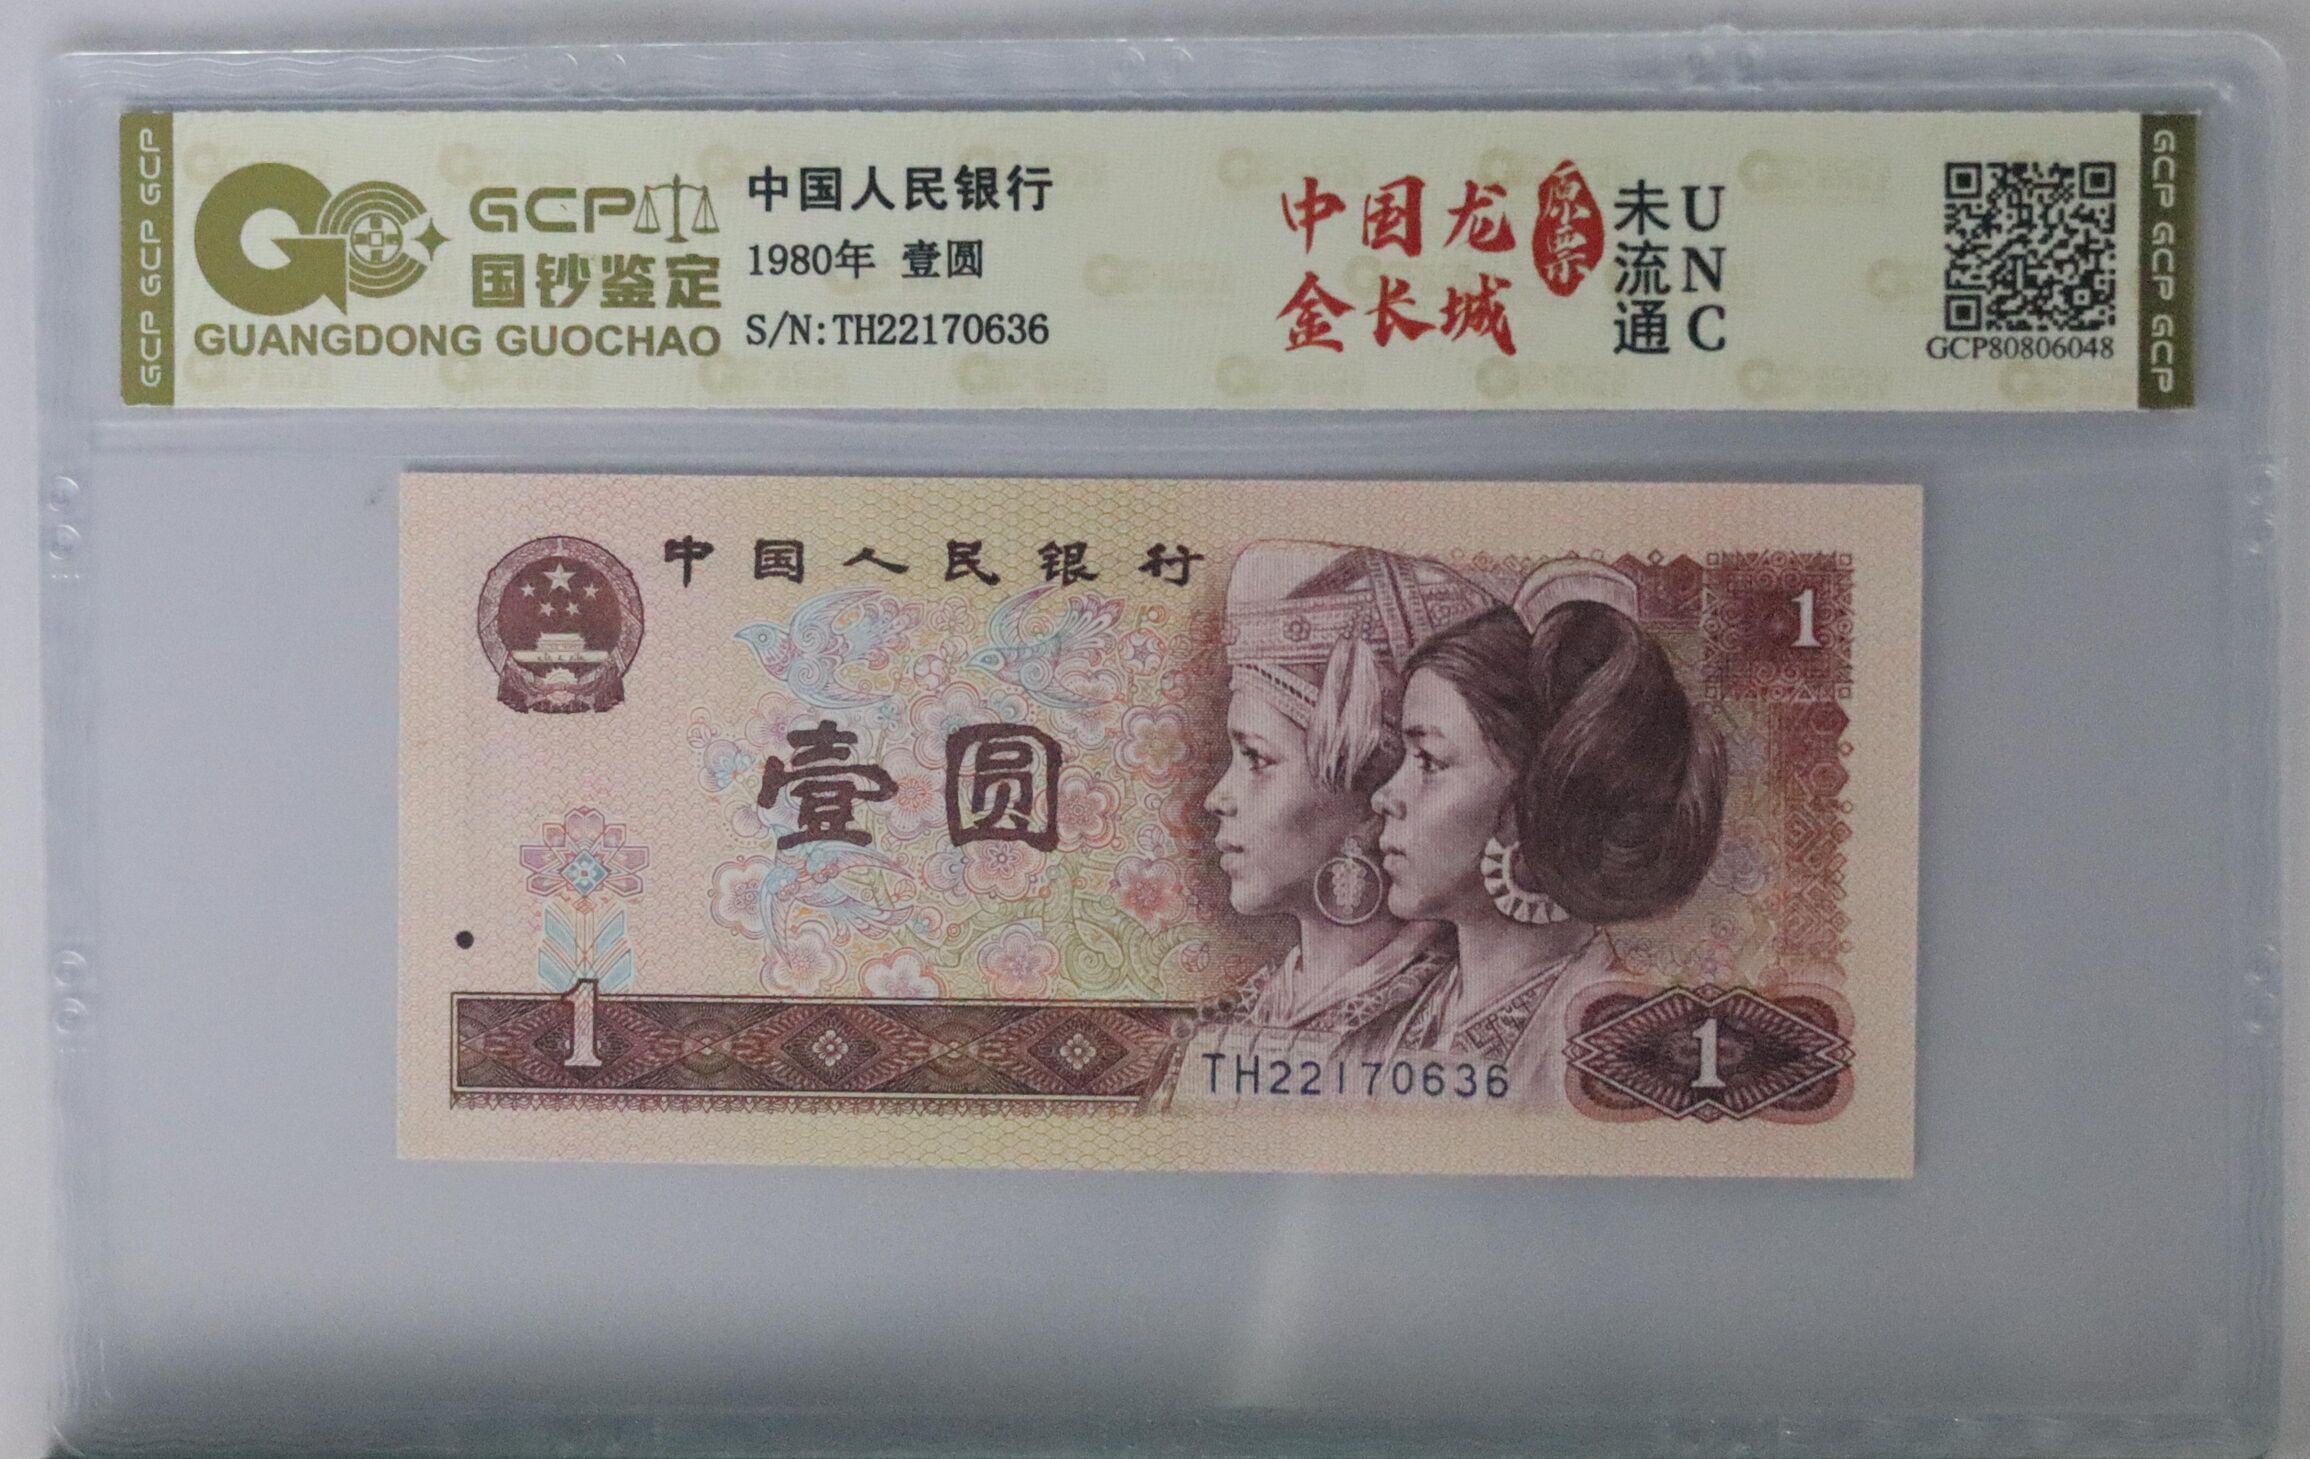 GCP GCP GCP
GCP
国钞鉴定
GUANGDONG GUOCHAO
中国人民银行
1980年 壹圆
S/N:TH22170636
中国龙
金长城
原票
未流通
UNC
GCP80806048
GCP GCP GCP
中国人民银行
1
壹圆
1
TH22170636
1